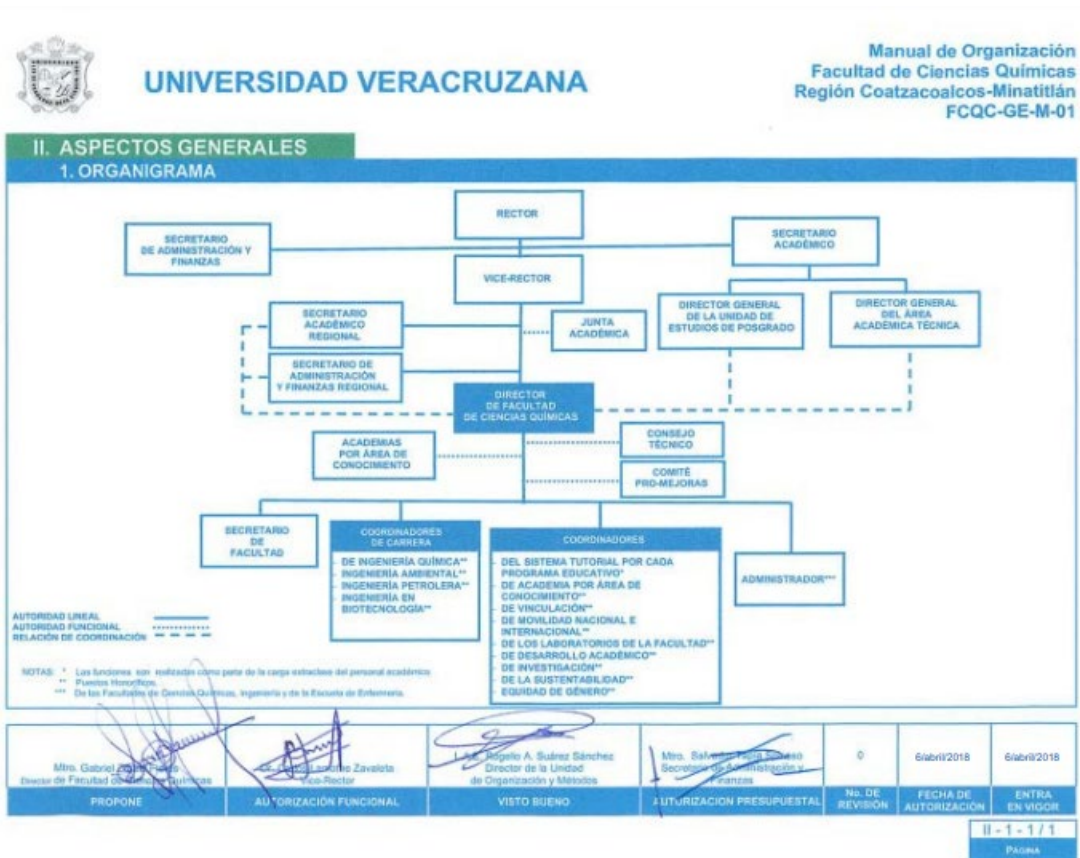 UNIVERSIDAD VERACRUZANA
Manual de Organización
Facultad de Ciencias Químicas
Región Coatzacoalcos-Minatitlán
FCQC-GE-M-01
II. ASPECTOS GENERALES
1. ORGANIGRAMA
RECTOR
SECRETARIO
DE ADMINISTRACIÓN Y
FINANZAS
SECRETARIO
ACADÉMICO
VICE-RECTOR
SECRETARIO
ACADÉMICO
REGIONAL
JUNTA
ACADÉMICA
DIRECTOR GENERAL
DE LA UNIDAD DE
ESTUDIOS DE POSGRADO
DIRECTOR GENERAL
DEL ÁREA
ACADÉMICA TÉCNICA
SECRETARIO DE
ADMINISTRACIÓN
Y FINANZAS REGIONAL
DIRECTOR
DE FACULTAD
DE CIENCIAS QUÍMICAS
ACADEMIAS
POR ÁREA DE
CONOCIMIENTO
CONSEJO
TÉCNICO
COMITÉ
PRO-MEJORAS
SECRETARIO
DE
FACULTAD
COORDINADORES
DE CARRERA
- DE INGENIERÍA QUÍMICA**
- INGENIERÍA AMBIENTAL**
- INGENIERÍA PETROLERA**
- INGENIERÍA EN
BIOTECNOLOGÍA**
COORDINADORES
- DEL SISTEMA TUTORIAL POR CADA
PROGRAMA EDUCATIVO*
- DE ACADEMIA POR ÁREA DE
CONOCIMIENTO**
- DE VINCULACIÓN**
- DE MOVILIDAD NACIONAL E
INTERNACIONAL**
- DE LOS LABORATORIOS DE LA FACULTAD**
- DE DESARROLLO ACADÉMICO**
- DE INVESTIGACIÓN**
- DE LA SUSTENTABILIDAD**
- EQUIDAD DE GÉNERO**
ADMINISTRADOR***
AUTORIDAD LINEAL
AUTORIDAD FUNCIONAL
RELACIÓN DE COORDINACIÓN
NOTAS: * Las funciones son realizadas como parte de la carga extraclase del personal académico
** Puestos Honoríficos.
*** De las Facultades de Ciencias Químicas, Ingeniería y de la Escuela de Enfermería.
Mtro. Gabriel
Director de Facultad de Ciencias Químicas
PROPONE
Zavaleta
Vice-Rector
AUTORIZACIÓN FUNCIONAL
Rogelio A. Suárez Sánchez
Director de la Unidad
de Organización y Métodos
VISTO BUENO
Mtro. Salvador Tapia
Secretario de Administración y
Finanzas
AUTORIZACION PRESUPUESTAL
0
No. DE
REVISIÓN
6/abril/2018
FECHA DE
AUTORIZACIÓN
6/abril/2018
ENTRA
EN VIGOR
II - 1 - 1 / 1
PÁGINA